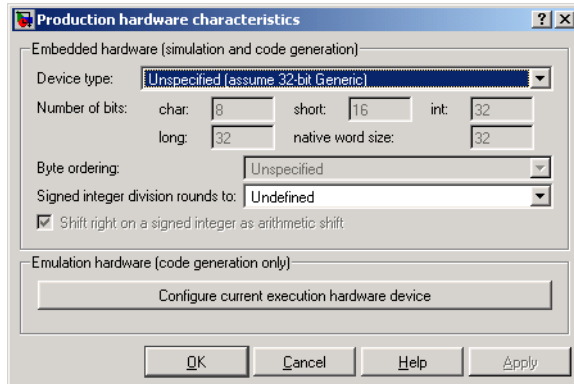 Production hardware characteristics
Embedded hardware (simulation and code generation)
Device type: Unspecified (assume 32-bit Generic)
Number of bits: char: 8 short: 16 int: 32
long: 32 native word size: 32
Byte ordering: Unspecified
Signed integer division rounds to: Undefined
Shift right on a signed integer as arithmetic shift
Emulation hardware (code generation only)
Configure current execution hardware device
OK Cancel Help Apply